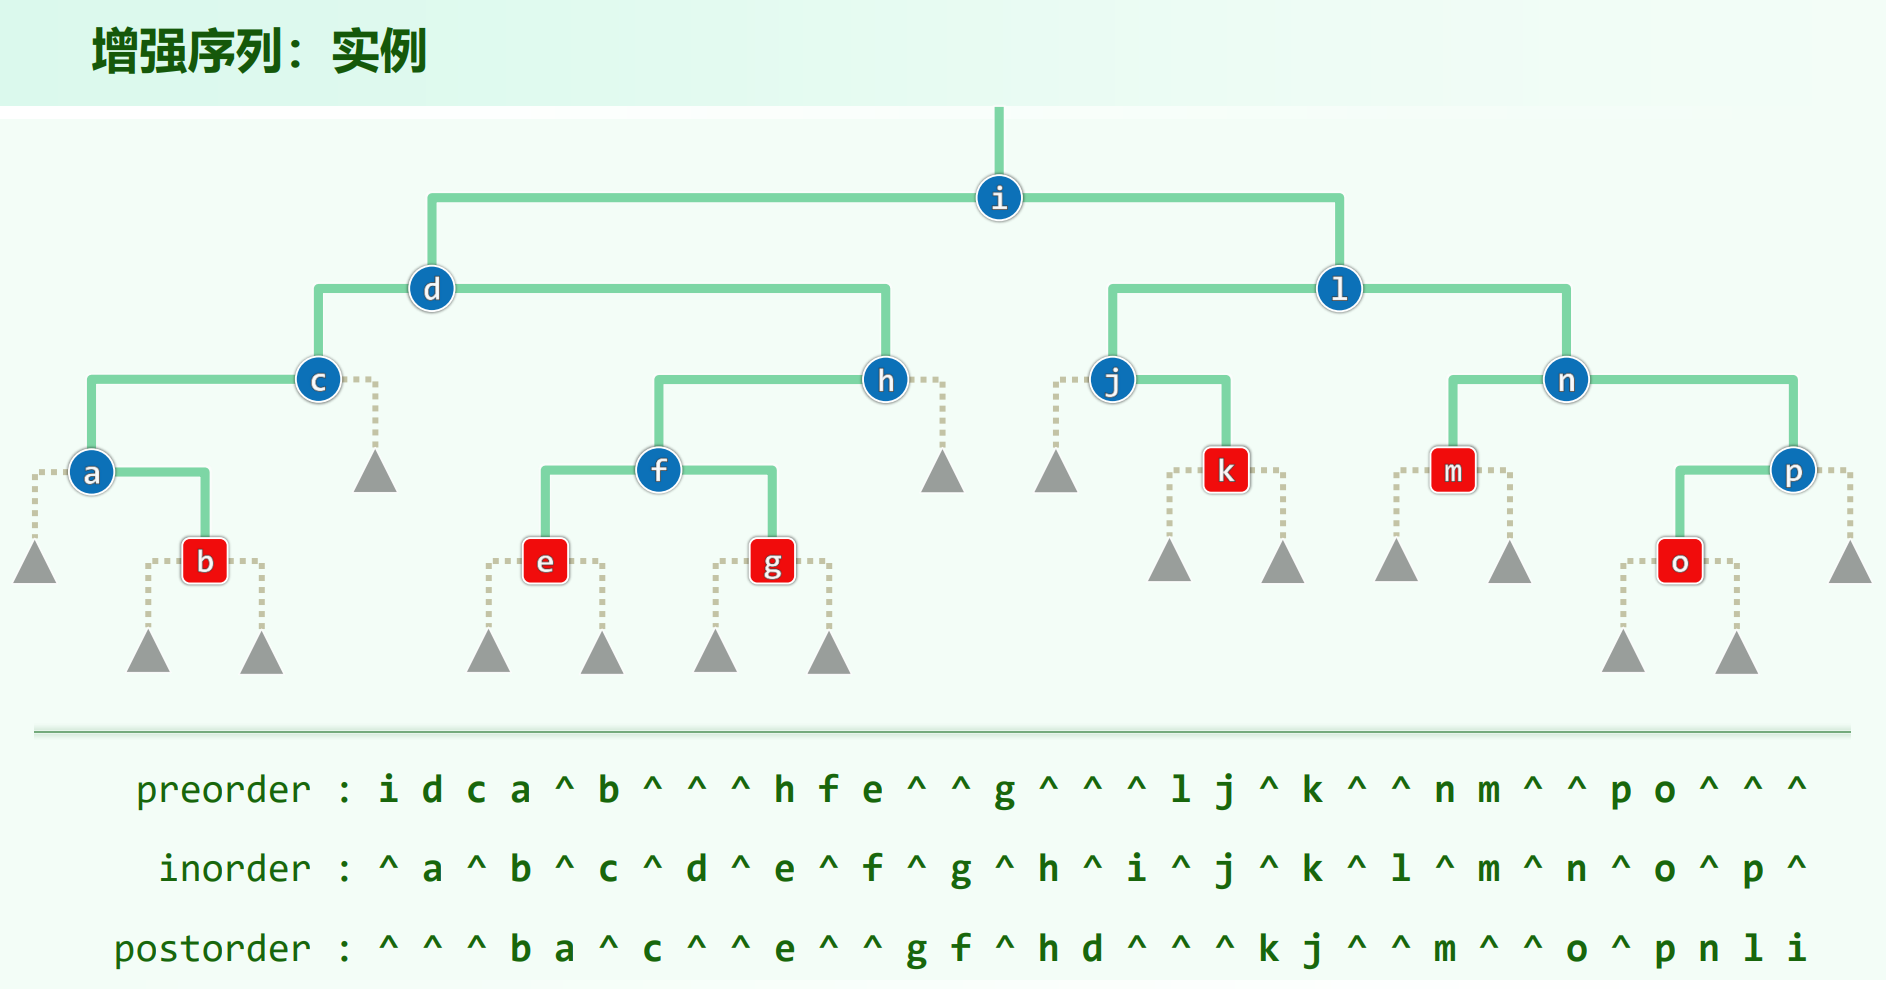 增强序列：实例
i
d
l
c
h
j
n
a
f
k
m
p
b
e
g
o
preorder : i d c a ^ b ^ ^ ^ h f e ^ ^ g ^ ^ ^ l j ^ k ^ ^ n m ^ ^ p o ^ ^ ^
inorder : ^ a ^ b ^ c ^ d ^ e ^ f ^ g ^ h ^ i ^ j ^ k ^ l ^ m ^ n ^ o ^ p ^
postorder : ^ ^ ^ b a ^ c ^ ^ e ^ ^ g f ^ h d ^ ^ ^ k j ^ ^ m ^ ^ o ^ p n l i